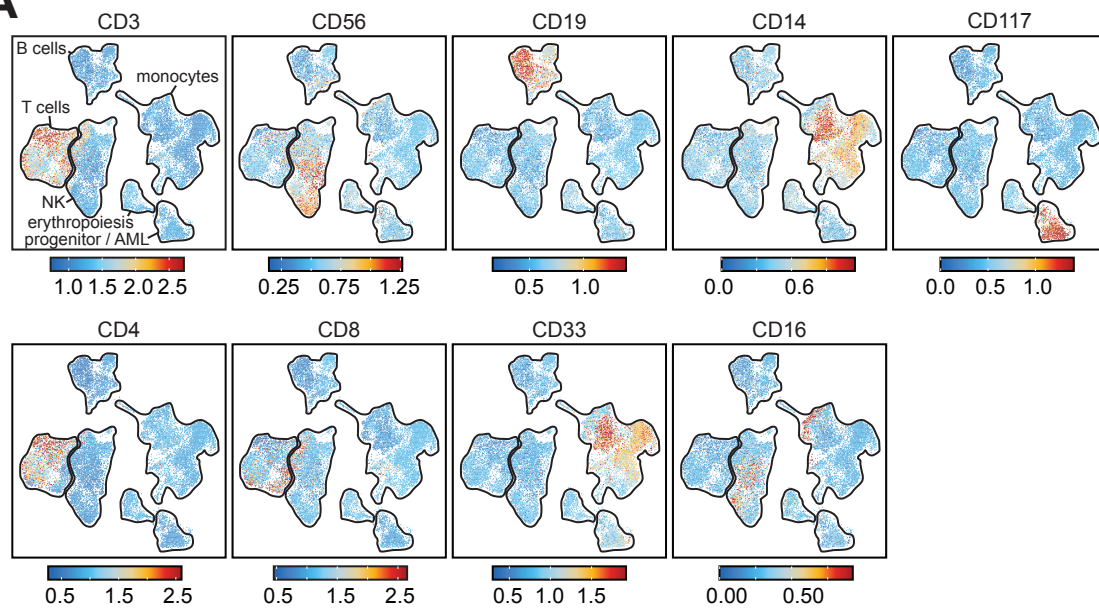 A
CD3 CD56 CD19 CD14 CD117
B cells
monocytes
T cells
NK
erythropoiesis
progenitor / AML
1.0 1.5 2.0 2.5 0.25 0.75 1.25 0.5 1.0 0.0 0.6 0.0 0.5 1.0
CD4 CD8 CD33 CD16
0.5 1.5 2.5 0.5 1.5 2.5 0.5 1.0 1.5 0.00 0.50